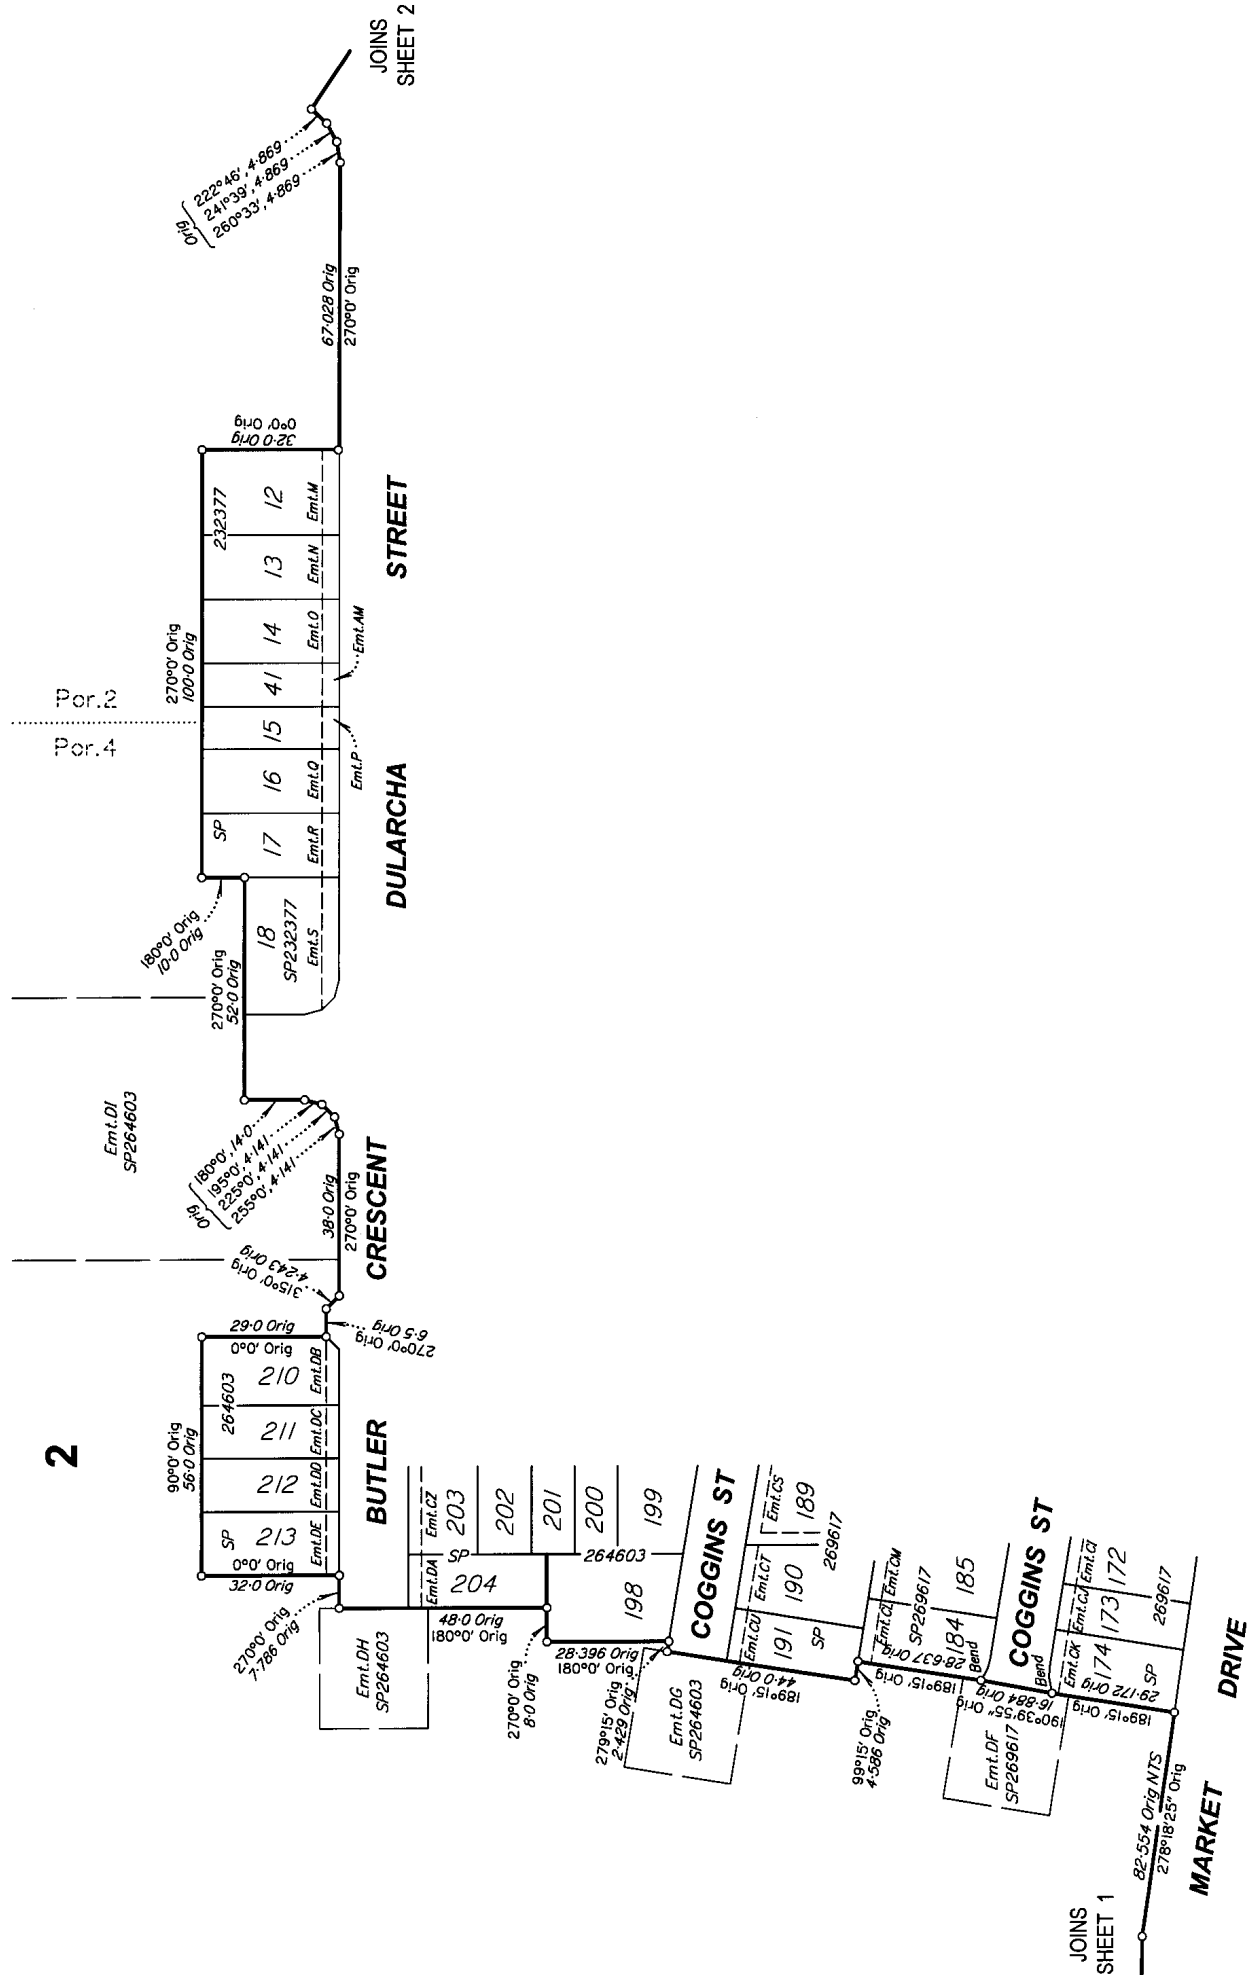 JOINS
SHEET 2
222°46', 4·869
241°39', 4·869
260°33', 4·869
Orig
67·028 Orig
270°0' Orig
32·0 Orig
0°0' Orig
STREET
DULARCHA
232377
12
Emt.M
13
Emt.N
14
Emt.O
41
Emt.AM
15
Emt.P
16
Emt.Q
SP
17
Emt.R
18
SP232377
Emt.S
270°0' Orig
100·0 Orig
Por.2
Por.4
180°0' Orig
10·0 Orig
270°0' Orig
52·0 Orig
Emt.DI
SP264603
180°0', 14·0
195°0', 4·141
225°0', 4·141
255°0', 4·141
Orig
38·0 Orig
270°0' Orig
CRESCENT
315°0' Orig
4·243 Orig
270°0' Orig
6·5 Orig
29·0 Orig
0°0' Orig
2
90°0' Orig
56·0 Orig
264603
210
Emt.DB
211
Emt.DC
212
Emt.DD
SP
213
Emt.DE
0°0' Orig
32·0 Orig
BUTLER
270°0' Orig
7·786 Orig
Emt.DH
SP264603
Emt.CZ
203
202
201
200
199
Emt.DA
SP
204
264603
198
48·0 Orig
180°0' Orig
270°0' Orig
8·0 Orig
28·396 Orig
180°0' Orig
279°15' Orig
2·429 Orig
COGGINS ST
Emt.DG
SP264603
Emt.CS
189
Emt.CT
190
269617
Emt.CU
191
SP
44·0 Orig
189°15' Orig
99°15' Orig
4·586 Orig
Emt.CM
185
Emt.CL
SP269617
184
28·637 Orig
189°15' Orig
Bend
COGGINS ST
Bend
16·884 Orig
190°39'55" Orig
Emt.DF
SP269617
Emt.CI
172
Emt.CJ
173
269617
Emt.CK
174
SP
29·172 Orig
189°15' Orig
DRIVE
MARKET
82·554 Orig NTS
278°18'25" Orig
JOINS
SHEET 1